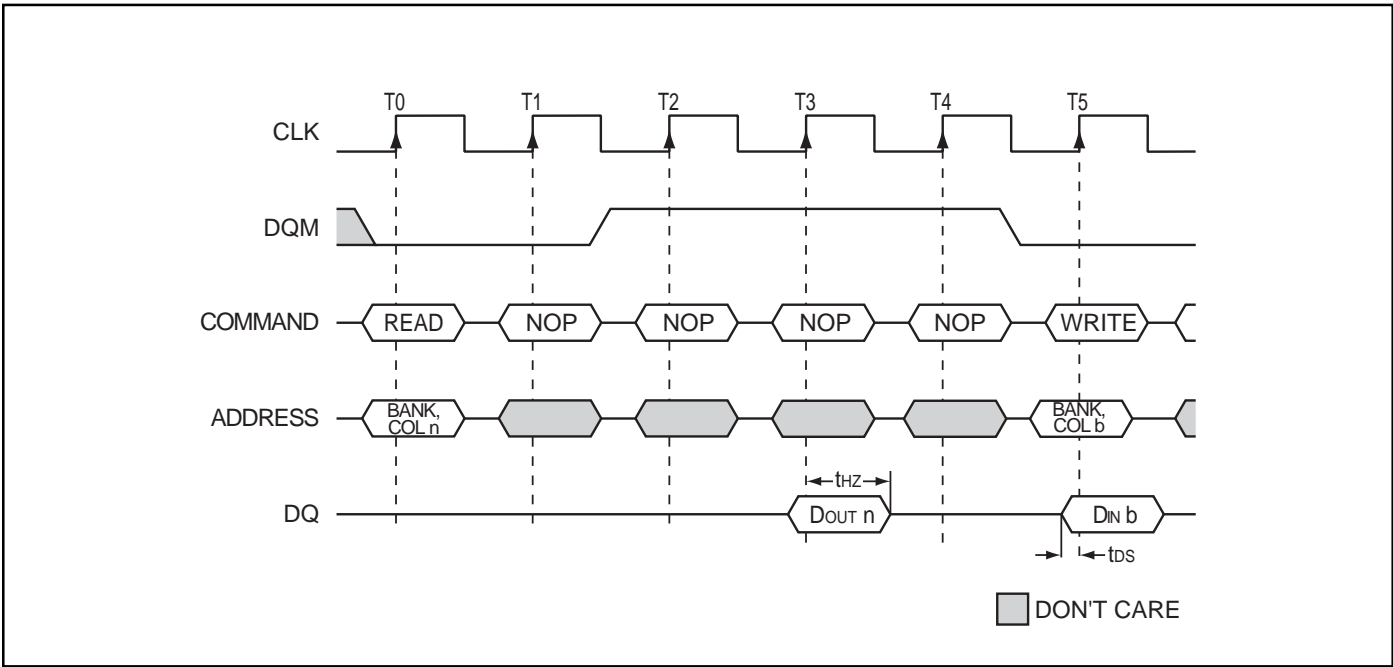 T0 T1 T2 T3 T4 T5
CLK
DQM
COMMAND READ NOP NOP NOP NOP WRITE
ADDRESS BANK, COL n BANK, COL b
tHZ
DQ DOUT n DIN b
tDS
DON'T CARE